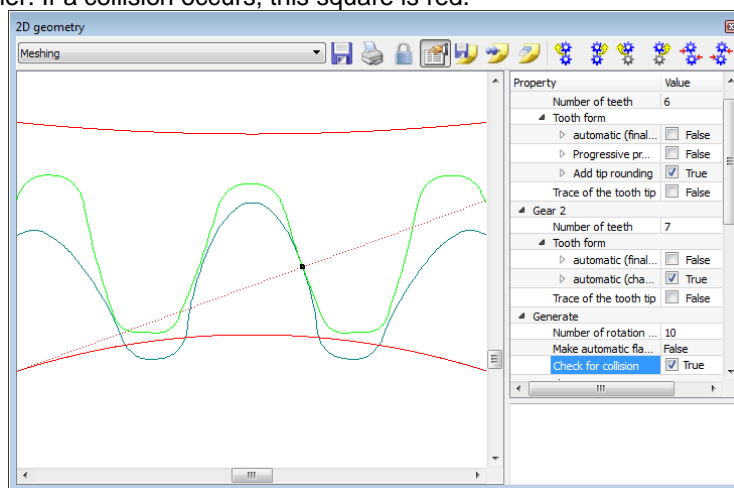 her. If a collision occurs, this square is red.
2D geometry
Meshing
Property Value
Number of teeth 6
Tooth form
automatic (final... False
Progressive pr... False
Add tip rounding True
Trace of the tooth tip False
Gear 2
Number of teeth 7
Tooth form
automatic (final... False
automatic (cha... True
Trace of the tooth tip False
Generate
Number of rotation ... 10
Make automatic fla... False
Check for collision True